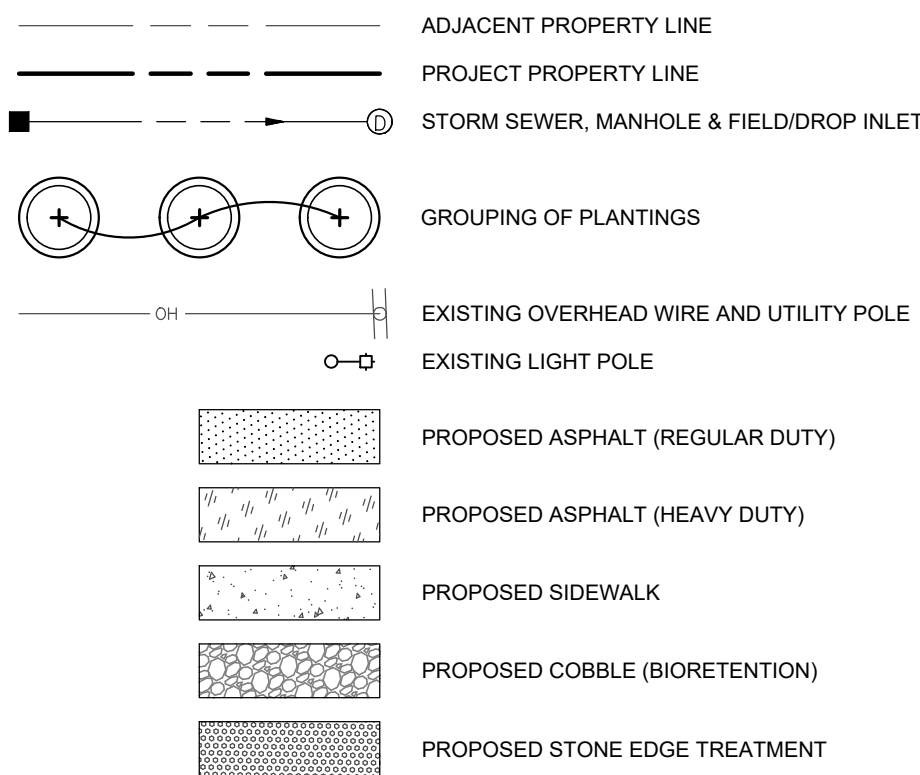 ADJACENT PROPERTY LINE
PROJECT PROPERTY LINE
D STORM SEWER, MANHOLE & FIELD/DROP INLET
GROUPING OF PLANTINGS
OH EXISTING OVERHEAD WIRE AND UTILITY POLE
EXISTING LIGHT POLE
PROPOSED ASPHALT (REGULAR DUTY)
PROPOSED ASPHALT (HEAVY DUTY)
PROPOSED SIDEWALK
PROPOSED COBBLE (BIORETENTION)
PROPOSED STONE EDGE TREATMENT